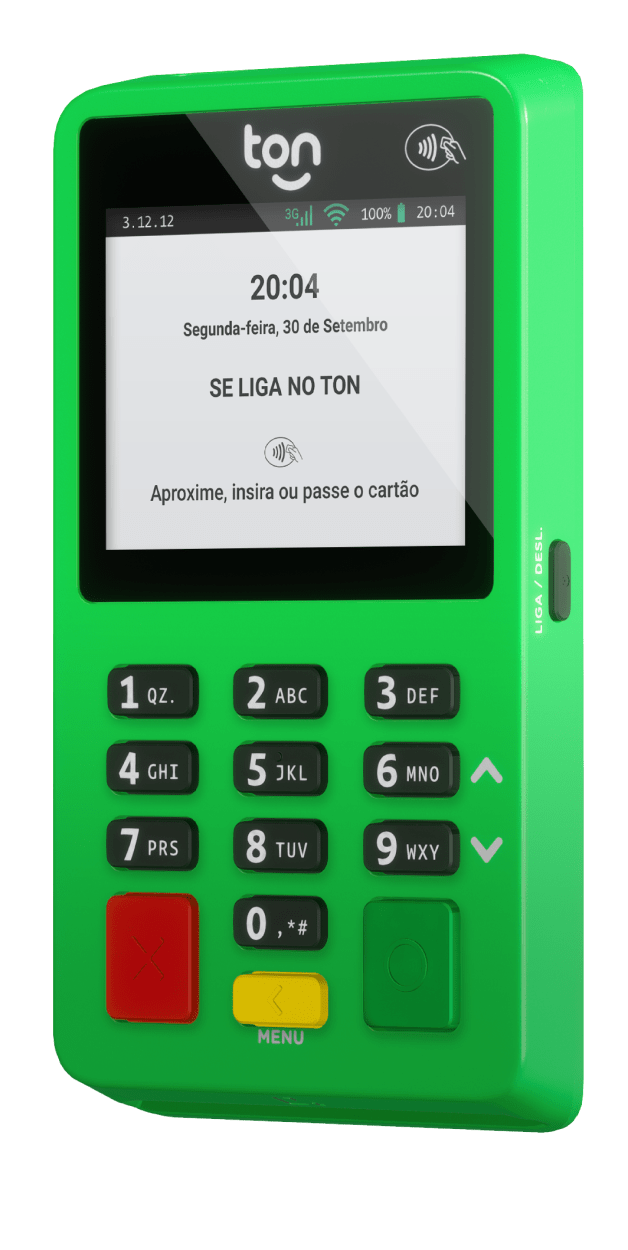 ton
3.12.12 3G 100% 20:04
20:04
Segunda-feira, 30 de Setembro
SE LIGA NO TON
Aproxime, insira ou passe o cartão
LIGA / DESL.
1 QZ. 2 ABC 3 DEF
4 GHI 5 JKL 6 MNO
7 PRS 8 TUV 9 WXY
0 ,*#
MENU